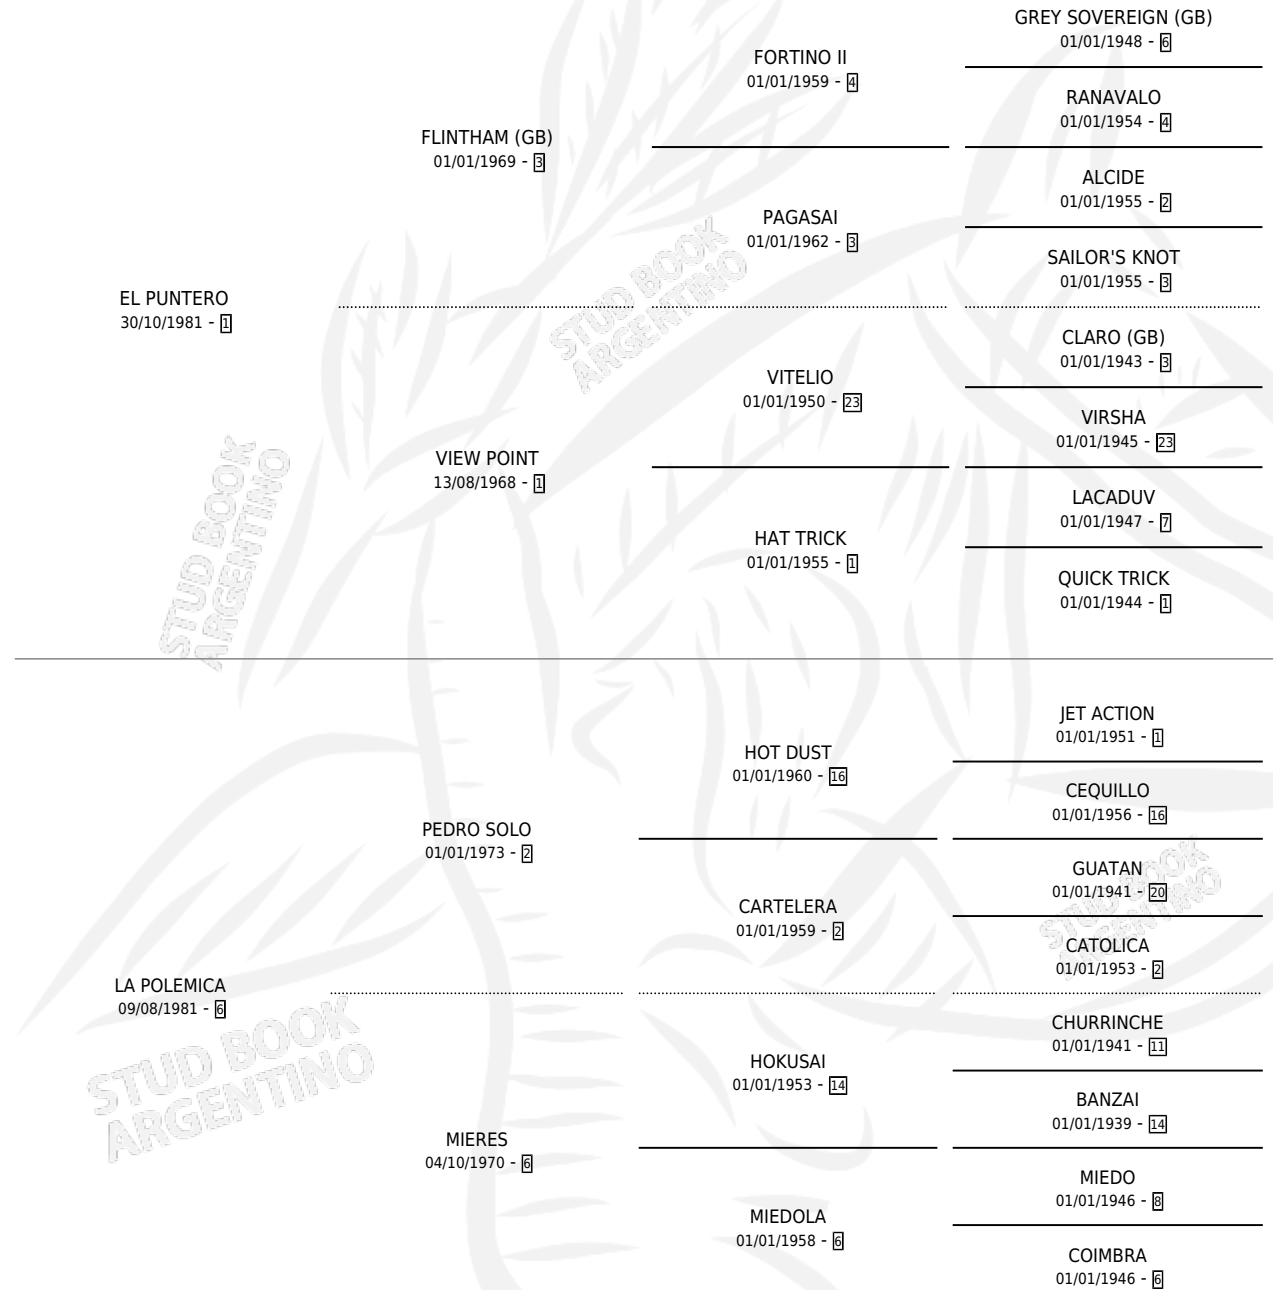 GREY SOVEREIGN (GB)
01/01/1948 - 6
FORTINO II
01/01/1959 - 4
RANAVALO
01/01/1954 - 4
FLINTHAM (GB)
01/01/1969 - 3
ALCIDE
01/01/1955 - 2
PAGASAI
01/01/1962 - 3
SAILOR'S KNOT
01/01/1955 - 3
EL PUNTERO
30/10/1981 - 1
CLARO (GB)
01/01/1943 - 3
VITELIO
01/01/1950 - 23
VIRSHA
01/01/1945 - 23
VIEW POINT
13/08/1968 - 1
LACADUV
01/01/1947 - 7
HAT TRICK
01/01/1955 - 1
QUICK TRICK
01/01/1944 - 1
JET ACTION
01/01/1951 - 1
HOT DUST
01/01/1960 - 16
CEQUILLO
01/01/1956 - 16
PEDRO SOLO
01/01/1973 - 2
GUATAN
01/01/1941 - 20
CARTELERA
01/01/1959 - 2
CATOLICA
01/01/1953 - 2
LA POLEMICA
09/08/1981 - 6
CHURRINCHE
01/01/1941 - 11
HOKUSAI
01/01/1953 - 14
BANZAI
01/01/1939 - 14
MIERES
04/10/1970 - 6
MIEDO
01/01/1946 - 8
MIEDOLA
01/01/1958 - 6
COIMBRA
01/01/1946 - 6
STUD BOOK
ARGENTINO
STUD BOOK
ARGENTINO
STUD BOOK
ARGENTINO
STUD BOOK
ARGENTINO